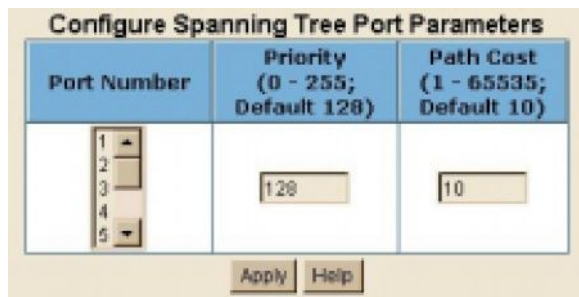 Configure Spanning Tree Port Parameters
Port Number
Priority
(0 - 255;
Default 128)
Path Cost
(1 - 65535;
Default 10)
1
2
3
4
5
128
10
Apply
Help